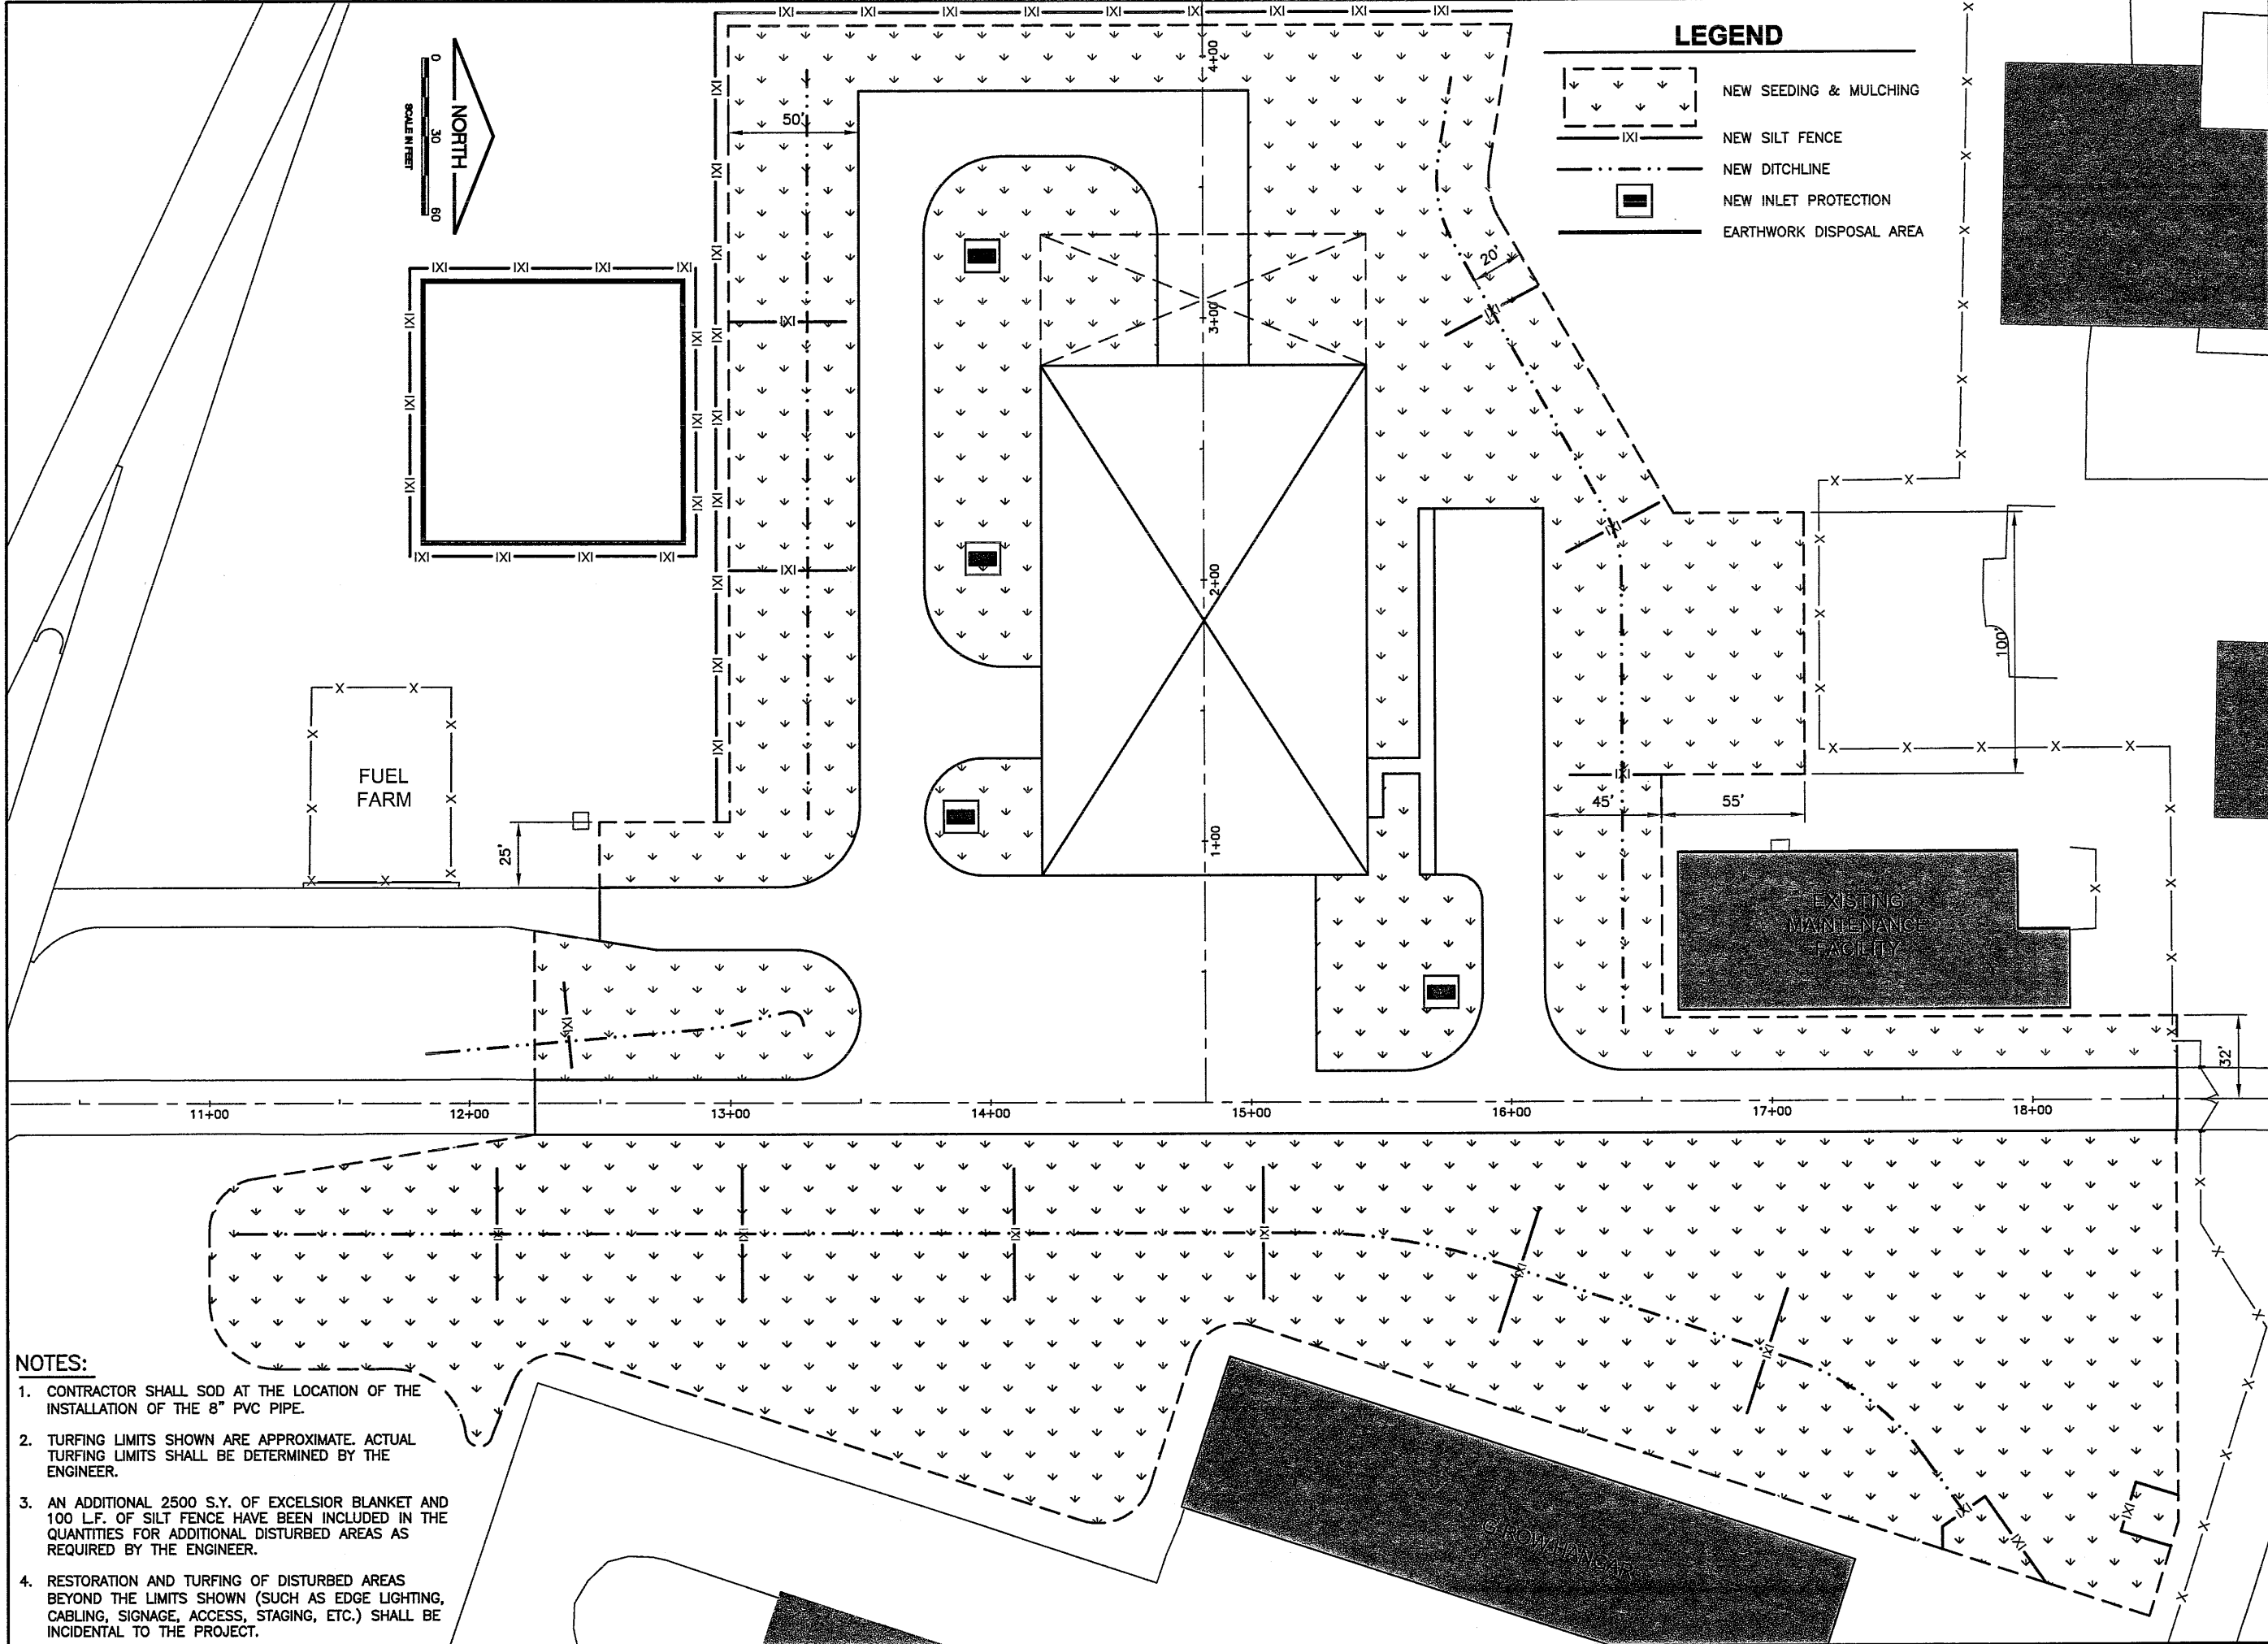 LEGEND
NEW SEEDING & MULCHING
IXI NEW SILT FENCE
NEW DITCHLINE
NEW INLET PROTECTION
EARTHWORK DISPOSAL AREA
NORTH
0 30 60
SCALE IN FEET
50'
20'
4+00
3+00
2+00
1+00
100'
45' 55'
25'
32'
FUEL
FARM
EXISTING
MAINTENANCE
FACILITY
11+00 12+00 13+00 14+00 15+00 16+00 17+00 18+00
HANGAR
NOTES:
1. CONTRACTOR SHALL SOD AT THE LOCATION OF THE
INSTALLATION OF THE 8" PVC PIPE.
2. TURFING LIMITS SHOWN ARE APPROXIMATE. ACTUAL
TURFING LIMITS SHALL BE DETERMINED BY THE
ENGINEER.
3. AN ADDITIONAL 2500 S.Y. OF EXCELSIOR BLANKET AND
100 L.F. OF SILT FENCE HAVE BEEN INCLUDED IN THE
QUANTITIES FOR ADDITIONAL DISTURBED AREAS AS
REQUIRED BY THE ENGINEER.
4. RESTORATION AND TURFING OF DISTURBED AREAS
BEYOND THE LIMITS SHOWN (SUCH AS EDGE LIGHTING,
CABLING, SIGNAGE, ACCESS, STAGING, ETC.) SHALL BE
INCIDENTAL TO THE PROJECT.